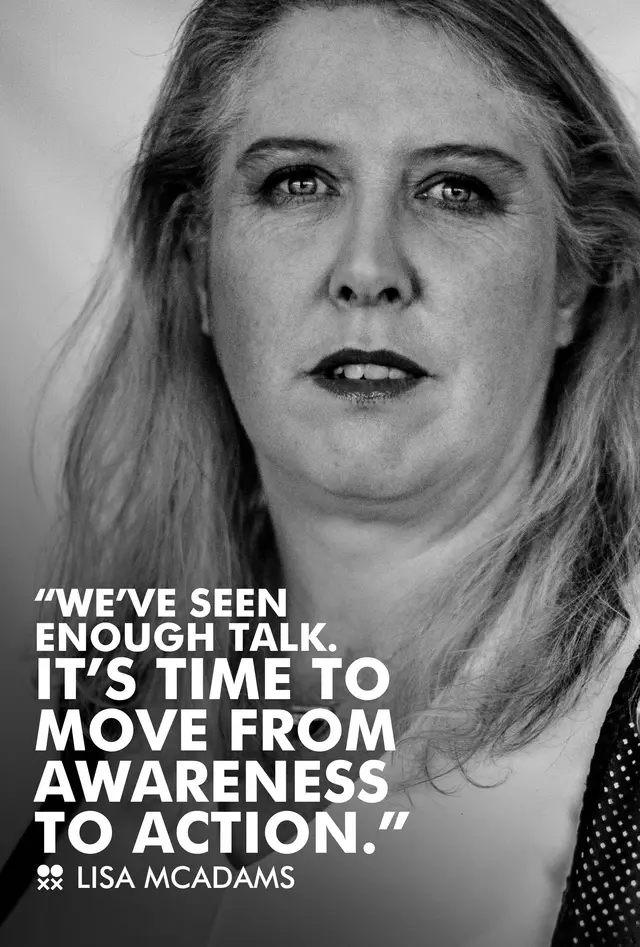 “WE’VE SEEN
ENOUGH TALK.
IT’S TIME TO
MOVE FROM
AWARENESS
TO ACTION.”
LISA MCADAMS